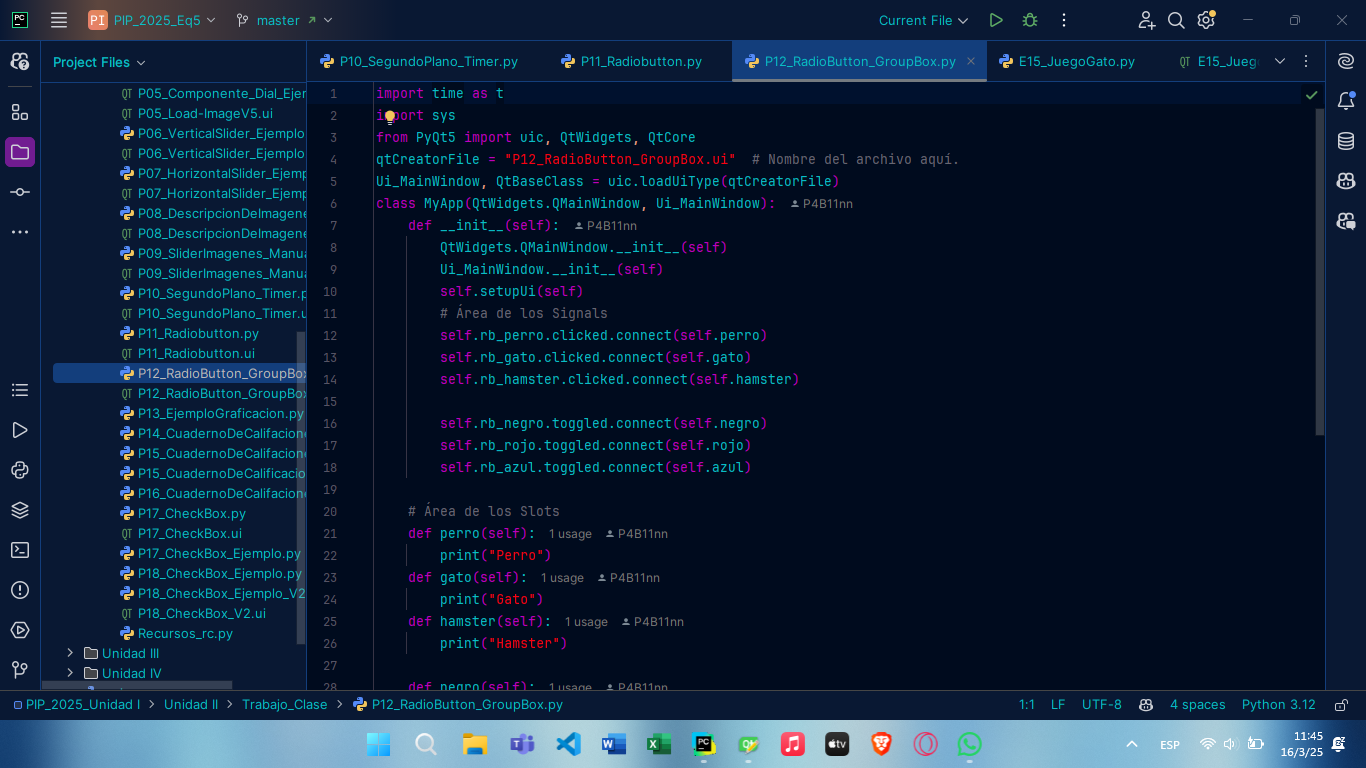 PC
PI PIP_2025_Eq5
master
Current File
Project Files
P10_SegundoPlano_Timer.py
P11_Radiobutton.py
P12_RadioButton_GroupBox.py
E15_JuegoGato.py
E15_Jueg
P05_Componente_Dial_Ejer
P05_Load-ImageV5.ui
P06_VerticalSlider_Ejemplo
P06_VerticalSlider_Ejemplo
P07_HorizontalSlider_Ejemp
P07_HorizontalSlider_Ejemp
P08_DescripcionDeImagene
P08_DescripcionDeImagene
P09_SliderImagenes_Manua
P09_SliderImagenes_Manua
P10_SegundoPlano_Timer.p
P10_SegundoPlano_Timer.u
P11_Radiobutton.py
P11_Radiobutton.ui
P12_RadioButton_GroupBox
P12_RadioButton_GroupBox
P13_EjemploGraficacion.py
P14_CuadernoDeCalifacione
P15_CuadernoDeCalifacione
P15_CuadernoDeCalificacio
P16_CuadernoDeCalifacione
P17_CheckBox.py
P17_CheckBox.ui
P17_CheckBox_Ejemplo.py
P18_CheckBox_Ejemplo.py
P18_CheckBox_Ejemplo_V2
P18_CheckBox_V2.ui
Recursos_rc.py
Unidad III
Unidad IV
1 import time as t
2 import sys
3 from PyQt5 import uic, QtWidgets, QtCore
4 qtCreatorFile = "P12_RadioButton_GroupBox.ui"  # Nombre del archivo aquí.
5 Ui_MainWindow, QtBaseClass = uic.loadUiType(qtCreatorFile)
6 class MyApp(QtWidgets.QMainWindow, Ui_MainWindow): P4B11nn
7 def __init__(self): P4B11nn
8 QtWidgets.QMainWindow.__init__(self)
9 Ui_MainWindow.__init__(self)
10 self.setupUi(self)
11 # Área de los Signals
12 self.rb_perro.clicked.connect(self.perro)
13 self.rb_gato.clicked.connect(self.gato)
14 self.rb_hamster.clicked.connect(self.hamster)
15
16 self.rb_negro.toggled.connect(self.negro)
17 self.rb_rojo.toggled.connect(self.rojo)
18 self.rb_azul.toggled.connect(self.azul)
19
20 # Área de los Slots
21 def perro(self): 1 usage P4B11nn
22 print("Perro")
23 def gato(self): 1 usage P4B11nn
24 print("Gato")
25 def hamster(self): 1 usage P4B11nn
26 print("Hamster")
27
28 def negro(self): 1 usage P4B11nn
PIP_2025_Unidad I > Unidad II > Trabajo_Clase > P12_RadioButton_GroupBox.py
1:1 LF UTF-8 4 spaces Python 3.12
ESP
11:45
16/3/25